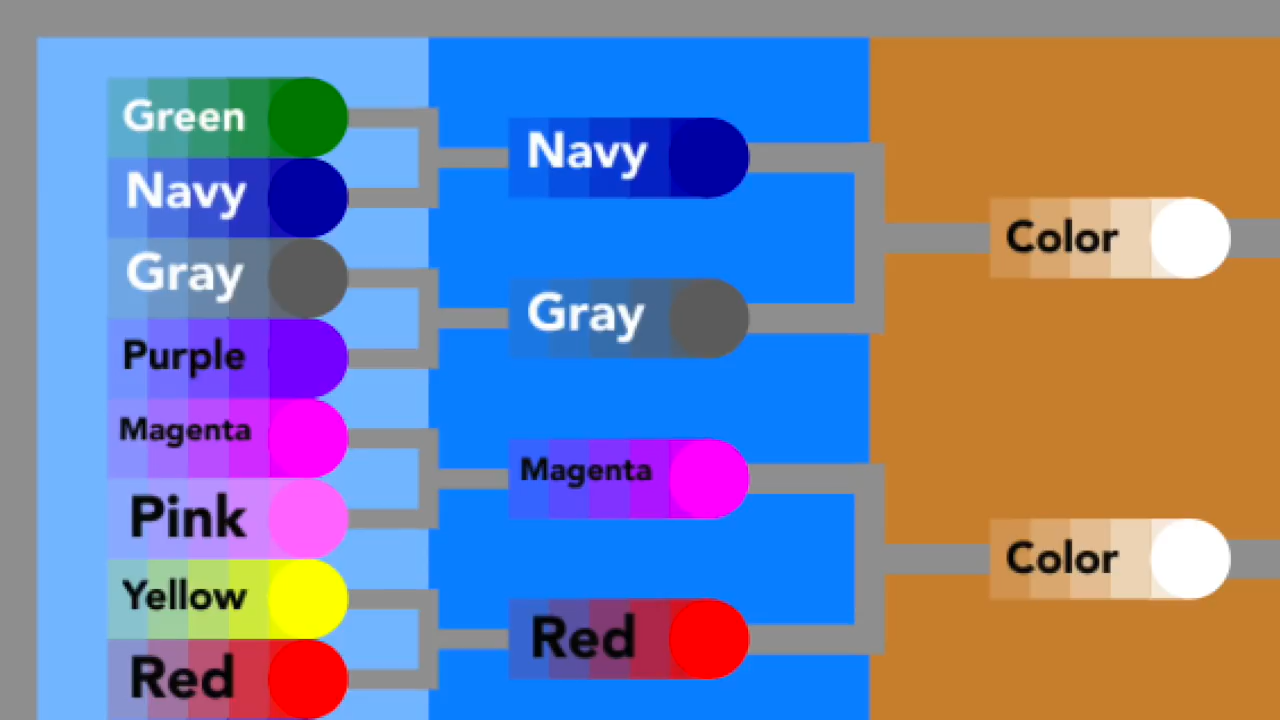 Green
Navy
Gray
Purple
Magenta
Pink
Yellow
Red
Navy
Gray
Magenta
Red
Color
Color